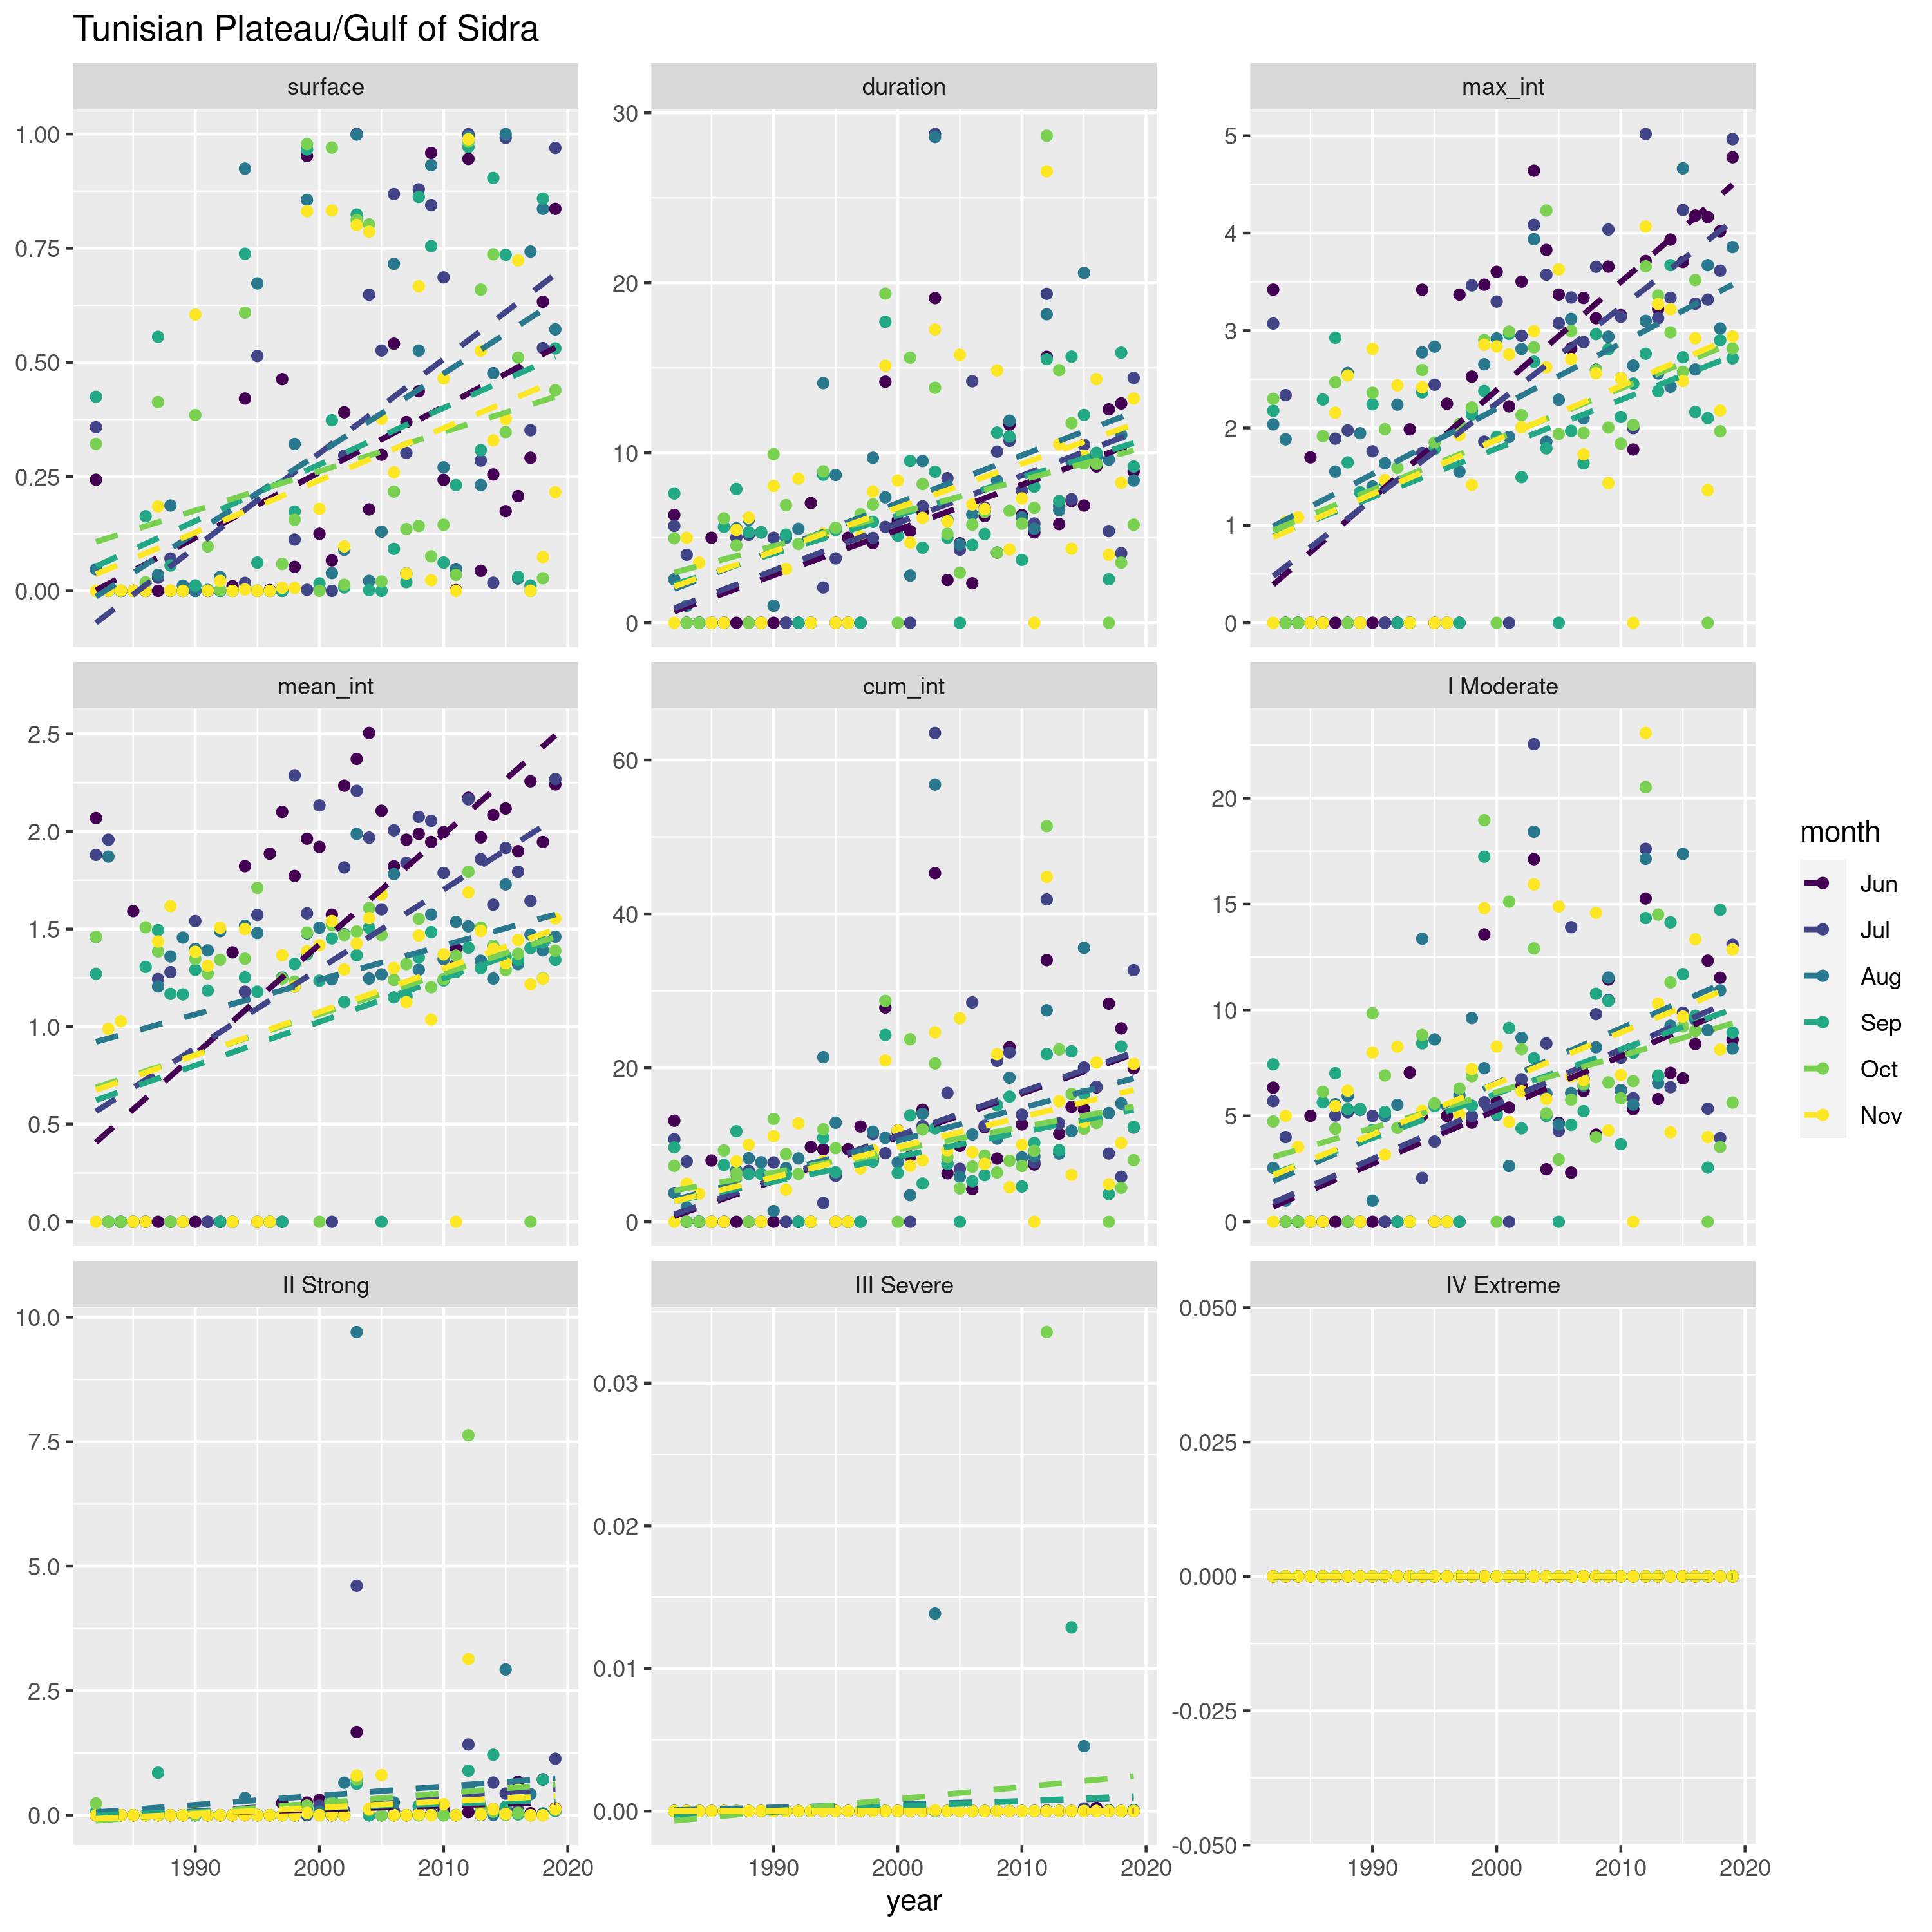 Tunisian Plateau/Gulf of Sidra
surface
duration
max_int
1.00
0.75
0.50
0.25
0.00
30
20
10
0
5
4
3
2
1
0
mean_int
cum_int
I Moderate
2.5
2.0
1.5
1.0
0.5
0.0
60
40
20
0
20
15
10
5
0
II Strong
III Severe
IV Extreme
10.0
7.5
5.0
2.5
0.0
0.03
0.02
0.01
0.00
0.050
0.025
0.000
-0.025
-0.050
1990 2000 2010 2020
1990 2000 2010 2020
1990 2000 2010 2020
year
month
Jun
Jul
Aug
Sep
Oct
Nov